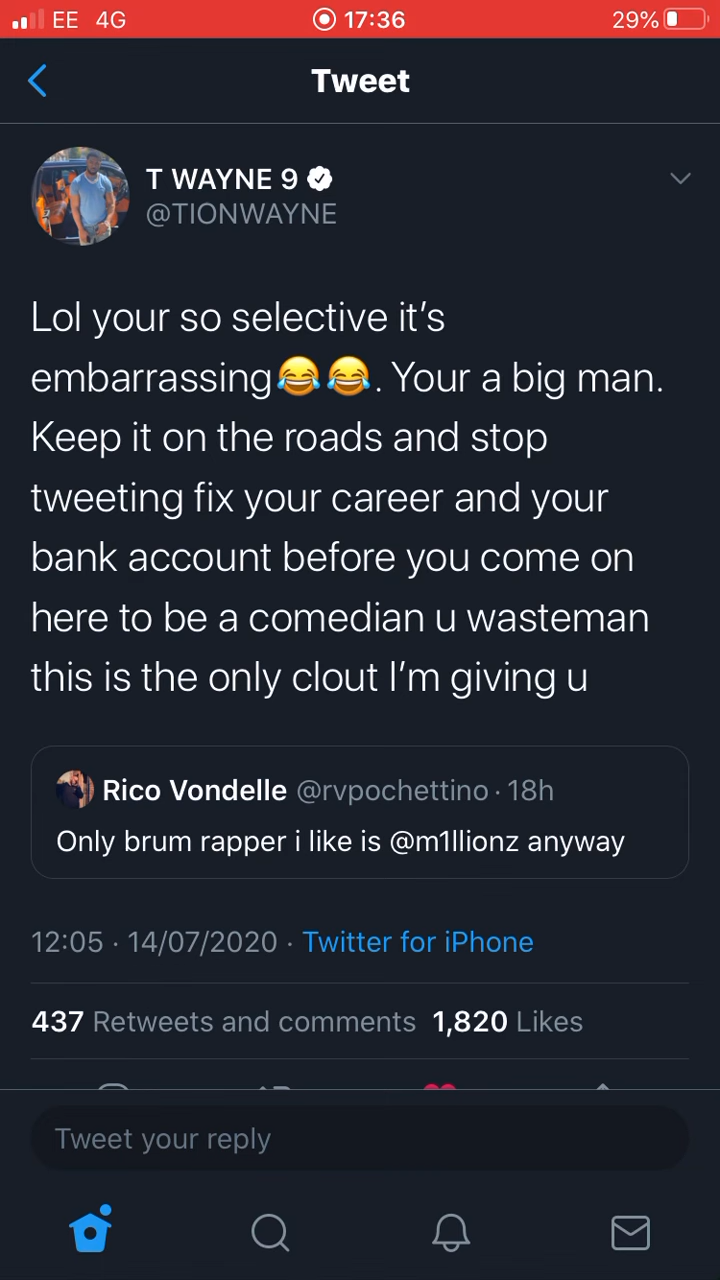 EE 4G 17:36 29%
Tweet
T WAYNE 9
@TIONWAYNE
Lol your so selective it’s
embarrassing😂😂. Your a big man.
Keep it on the roads and stop
tweeting fix your career and your
bank account before you come on
here to be a comedian u wasteman
this is the only clout I’m giving u
Rico Vondelle @rvpochettino · 18h
Only brum rapper i like is @m1llionz anyway
12:05 · 14/07/2020 · Twitter for iPhone
437 Retweets and comments 1,820 Likes
Tweet your reply